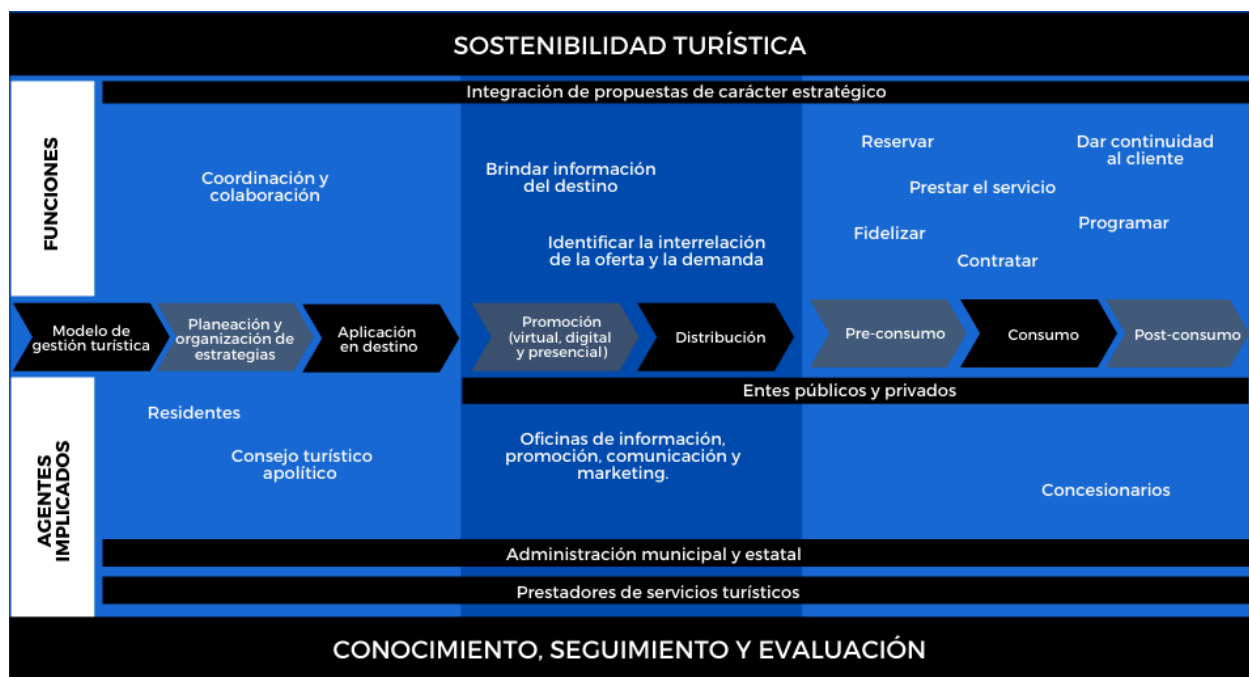 SOSTENIBILIDAD TURÍSTICA
FUNCIONES
Integración de propuestas de carácter estratégico
Coordinación y
colaboración
Brindar información
del destino
Identificar la interrelación
de la oferta y la demanda
Reservar
Dar continuidad
al cliente
Prestar el servicio
Programar
Fidelizar
Contratar
Modelo de
gestión turística
Planeación y
organización de
estrategias
Aplicación
en destino
Promoción
(virtual, digital
y presencial)
Distribución
Pre-consumo
Consumo
Post-consumo
AGENTES
IMPLICADOS
Entes públicos y privados
Residentes
Consejo turístico
apolítico
Oficinas de información,
promoción, comunicación y
marketing.
Concesionarios
Administración municipal y estatal
Prestadores de servicios turísticos
CONOCIMIENTO, SEGUIMIENTO Y EVALUACIÓN